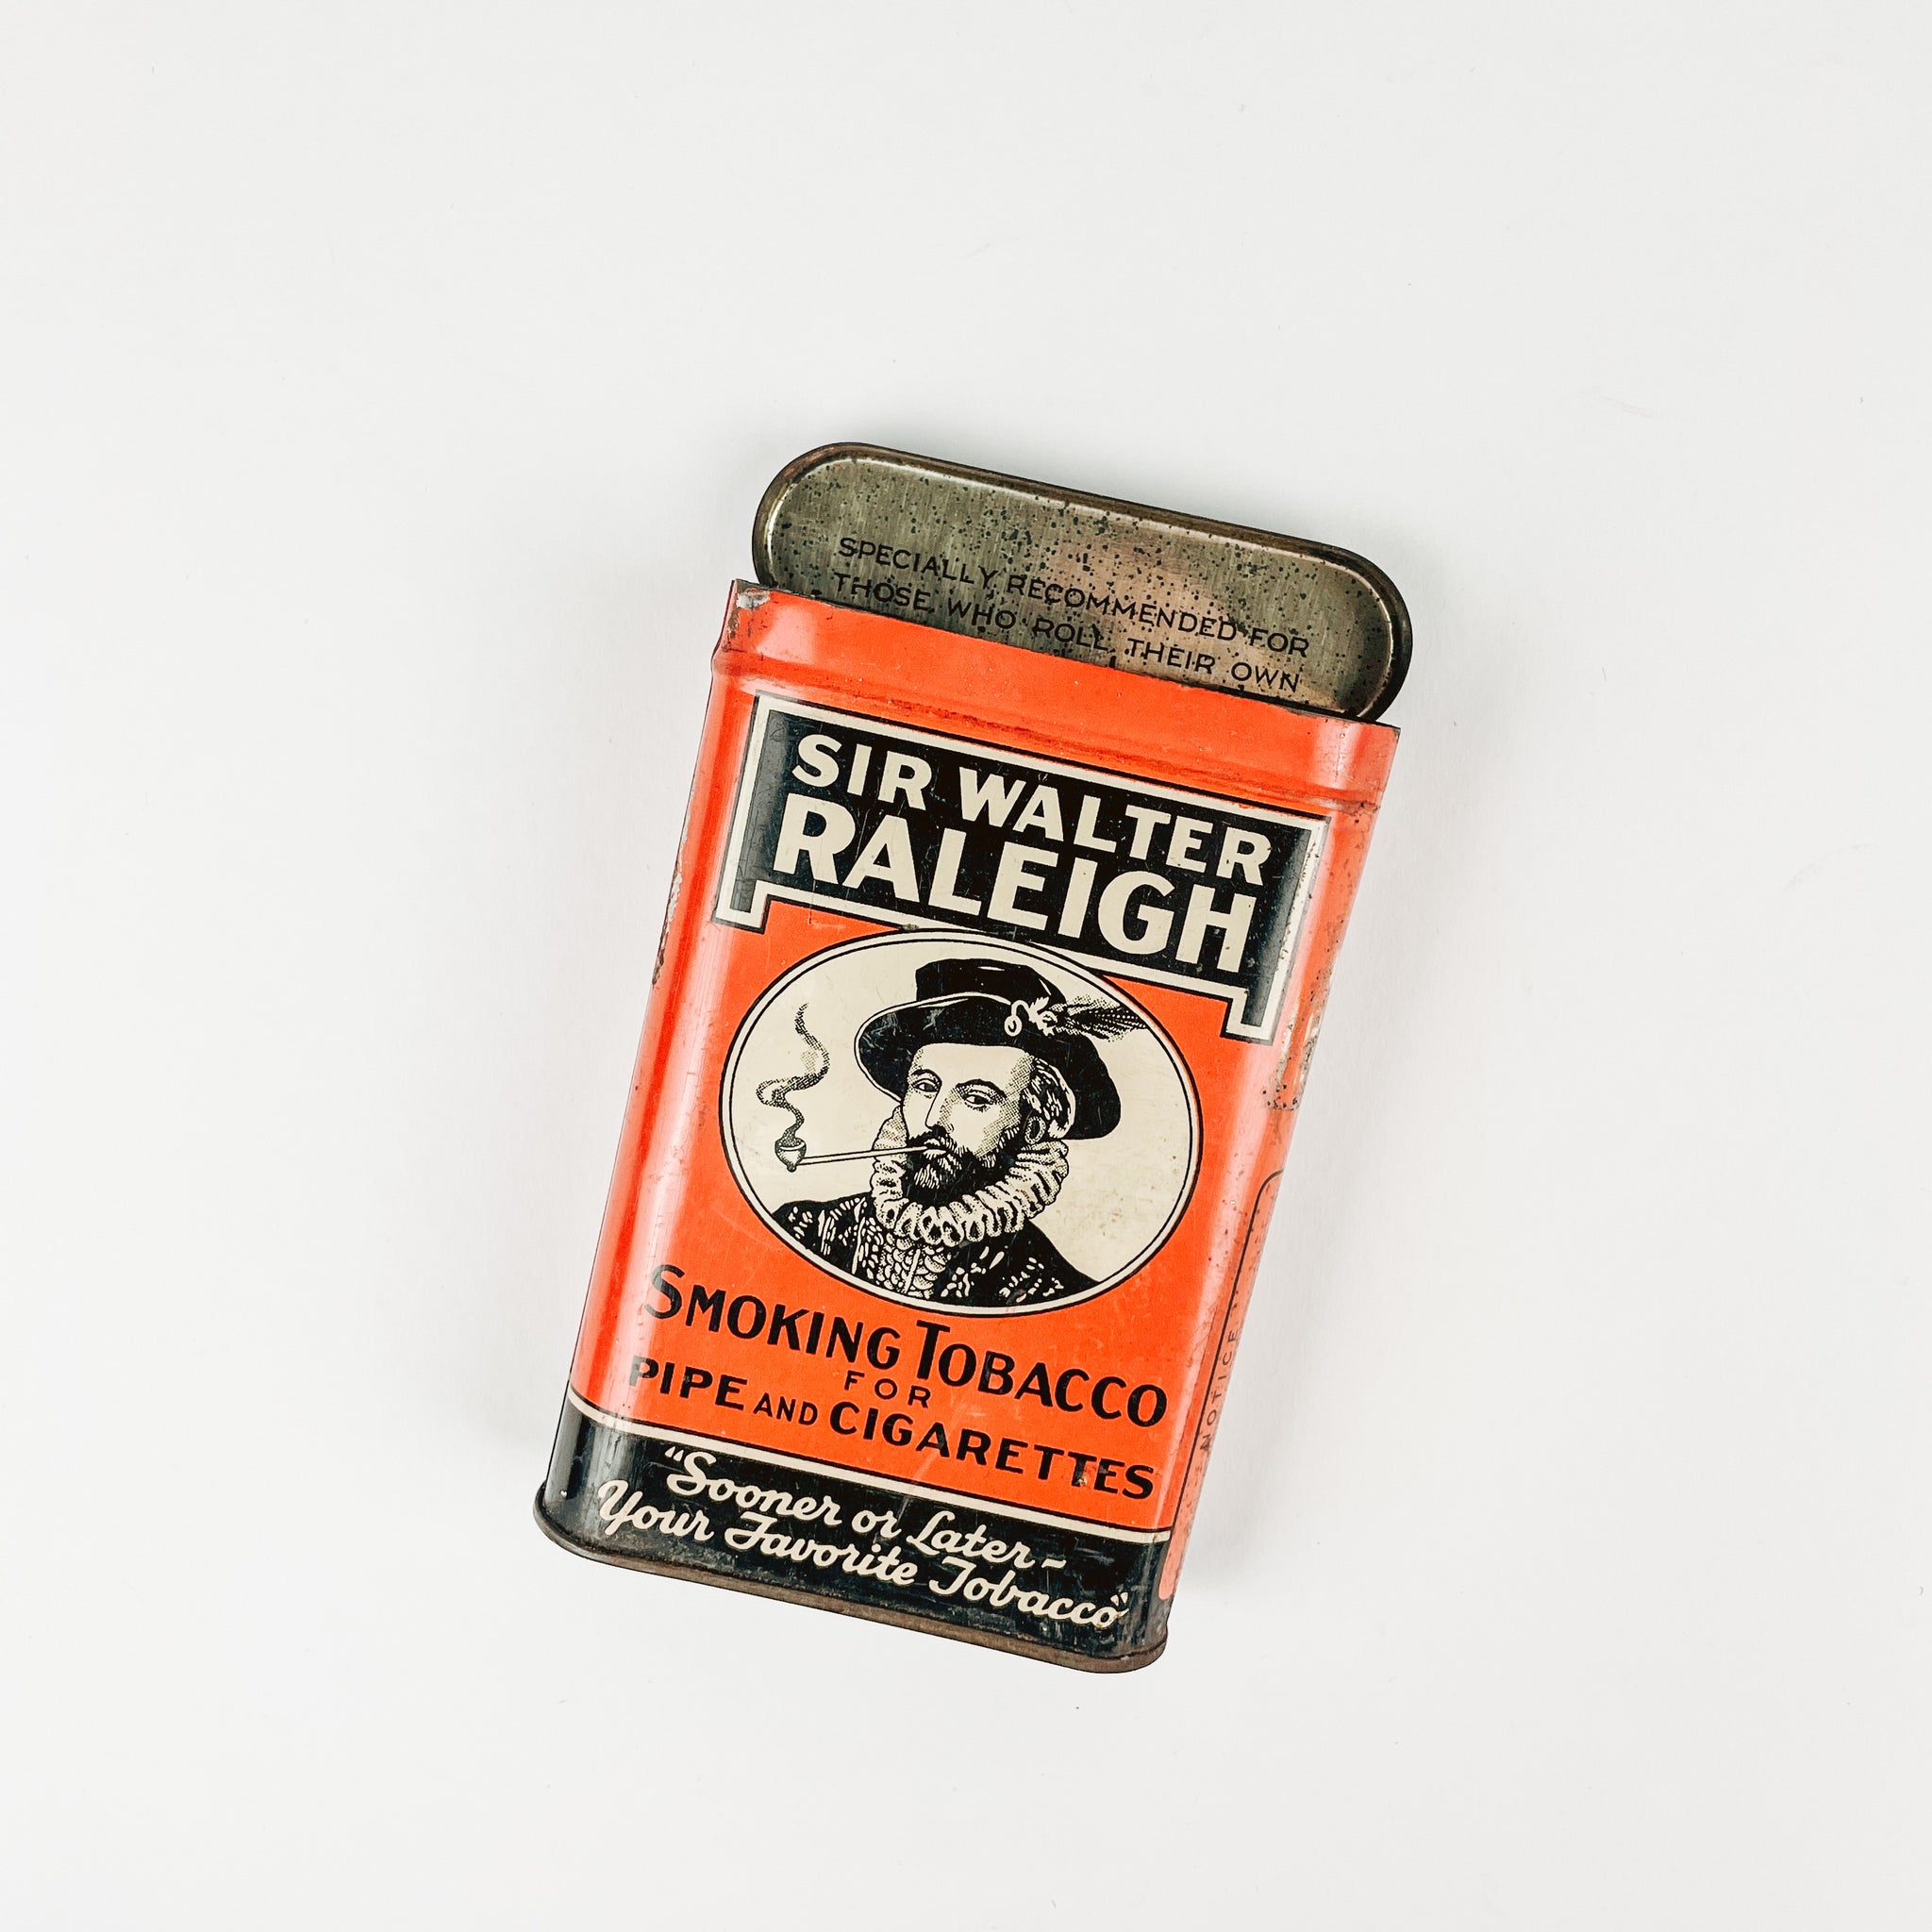 SPECIALLY RECOMMENDED FOR
THOSE WHO ROLL THEIR OWN
SIR WALTER
RALEIGH
SMOKING TOBACCO
FOR
PIPE AND CIGARETTES
"Sooner or Later-
Your Favorite Tobacco"
NOTICE